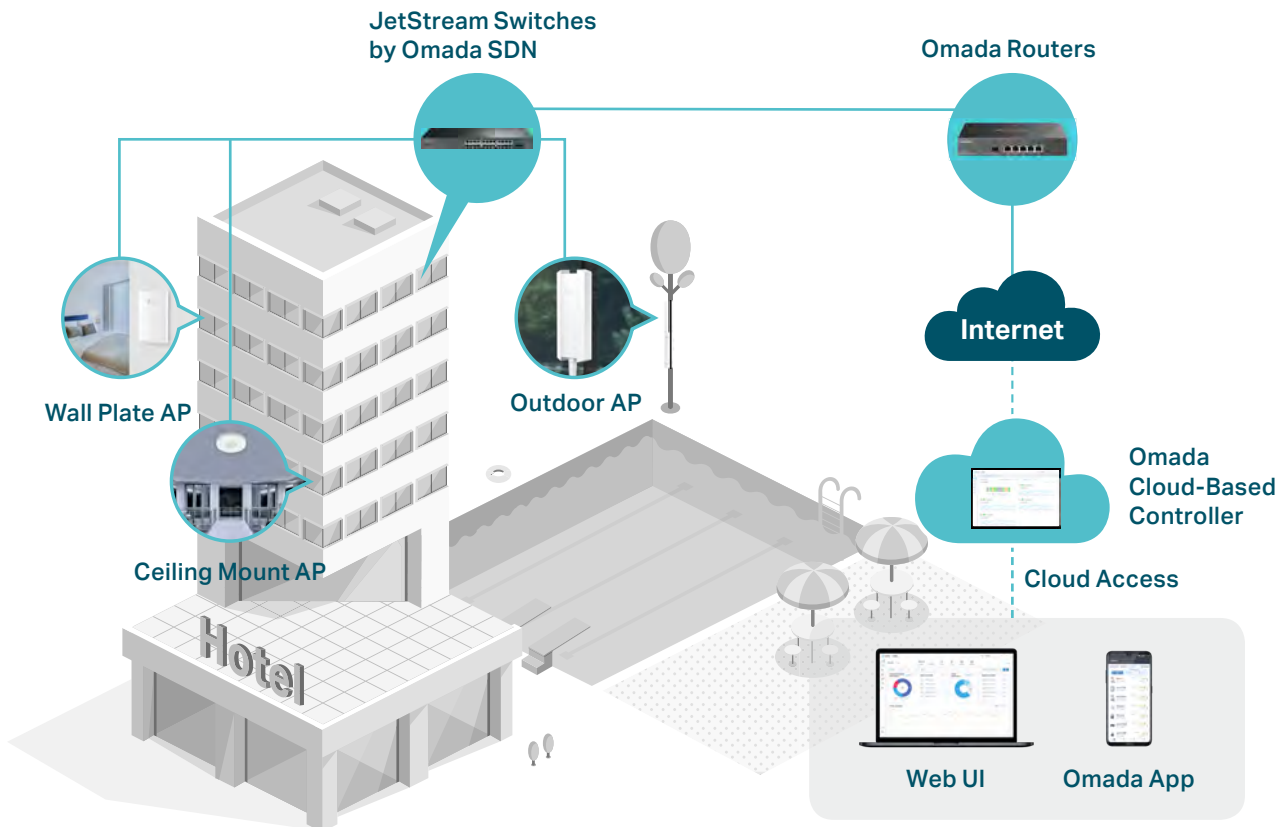 JetStream Switches
by Omada SDN
Omada Routers
Internet
Wall Plate AP
Outdoor AP
Omada
Cloud-Based
Controller
Ceiling Mount AP
Cloud Access
Hotel
Web UI
Omada App